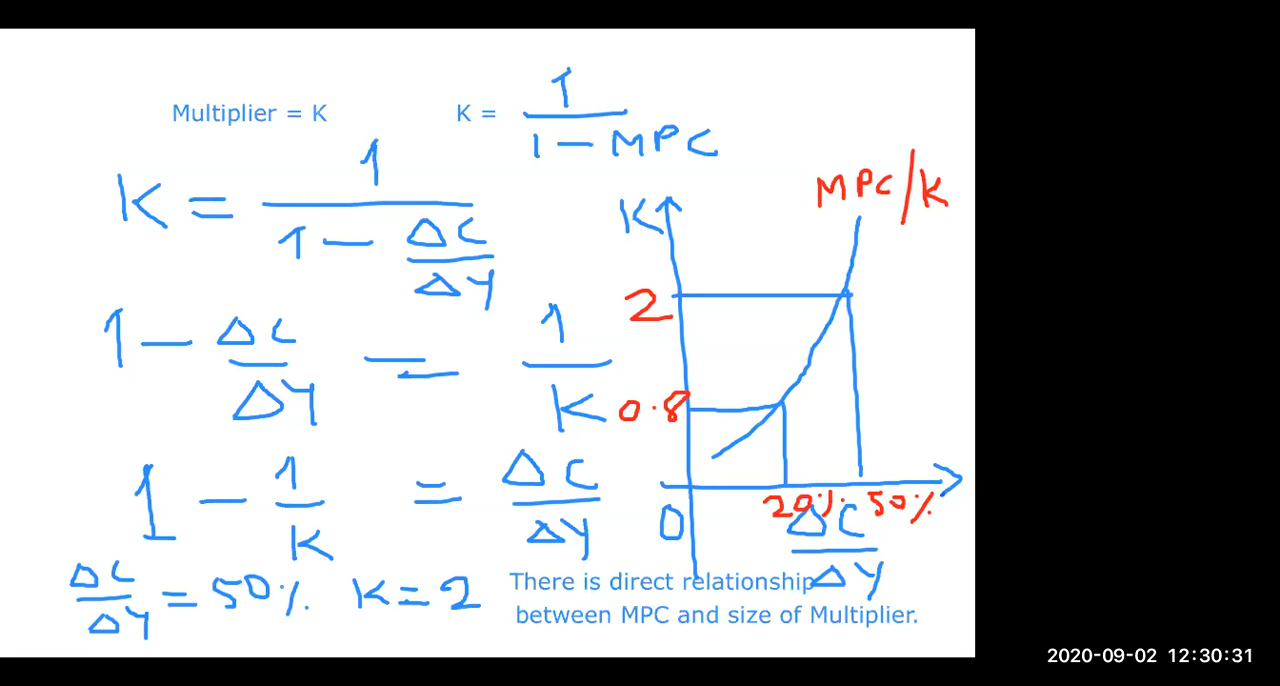 Multiplier = K
K = 1 / 1 - MPC
K = 1 / 1 - ΔC/ΔY
1 - ΔC/ΔY = 1/K
1 - 1/K = ΔC/ΔY
ΔC/ΔY = 50% K = 2
MPC/K
K
2
0.8
0
20% 50%
ΔC/ΔY
There is direct relationship
between MPC and size of Multiplier.
2020-09-02 12:30:31